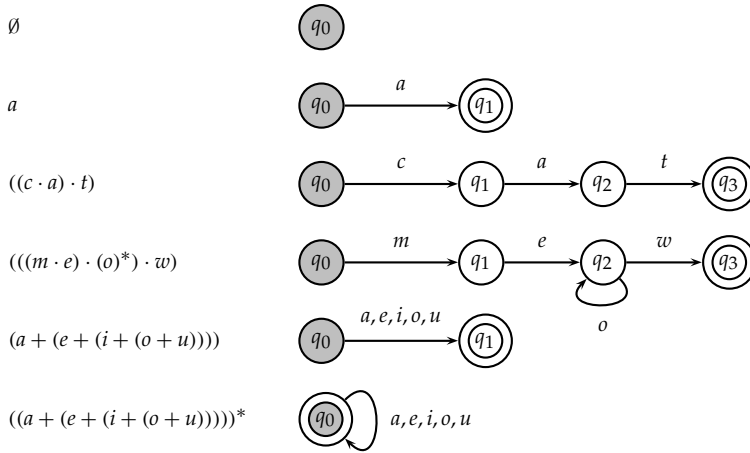 ∅ q0
a q0 a q1
((c · a) · t) q0 c q1 a q2 t q3
(((m · e) · (o)*) · w) q0 m q1 e q2 w q3
o
(a + (e + (i + (o + u)))) q0 a, e, i, o, u q1
((a + (e + (i + (o + u)))))* q0 a, e, i, o, u